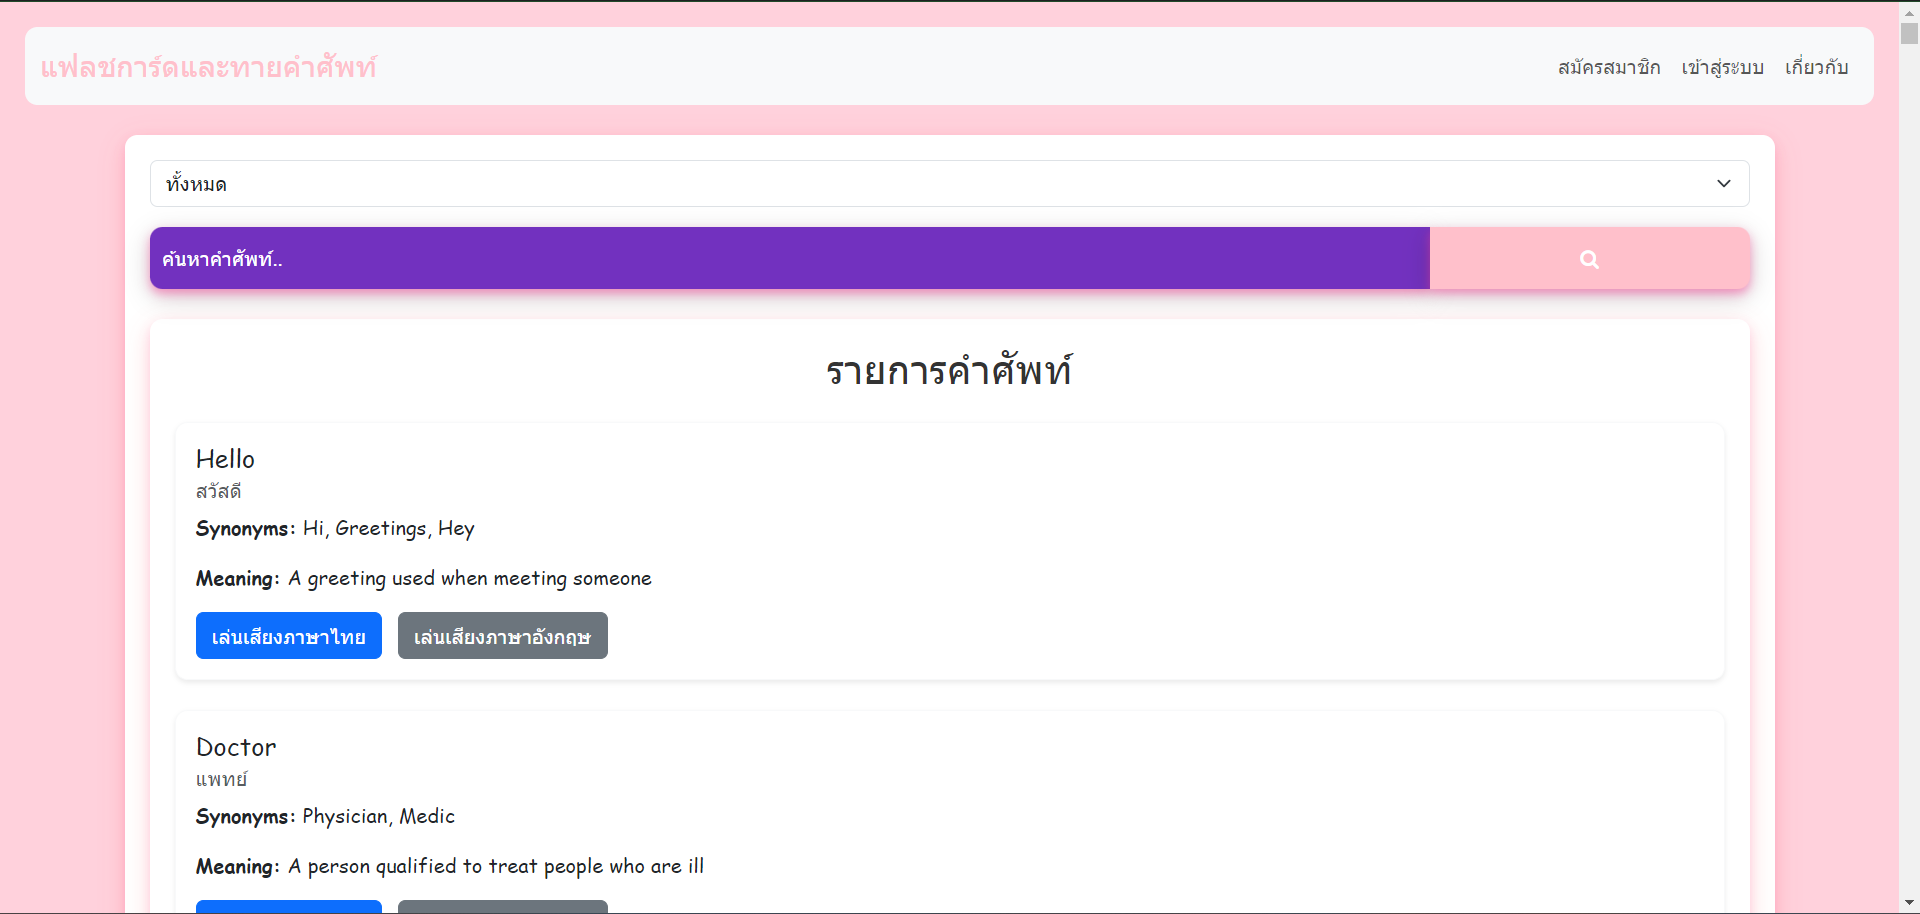 แฟลชการ์ดและทายคำศัพท์
สมัครสมาชิก เข้าสู่ระบบ เกี่ยวกับ
ทั้งหมด
ค้นหาคำศัพท์..
รายการคำศัพท์
Hello
สวัสดี
Synonyms: Hi, Greetings, Hey
Meaning: A greeting used when meeting someone
เล่นเสียงภาษาไทย เล่นเสียงภาษาอังกฤษ
Doctor
แพทย์
Synonyms: Physician, Medic
Meaning: A person qualified to treat people who are ill